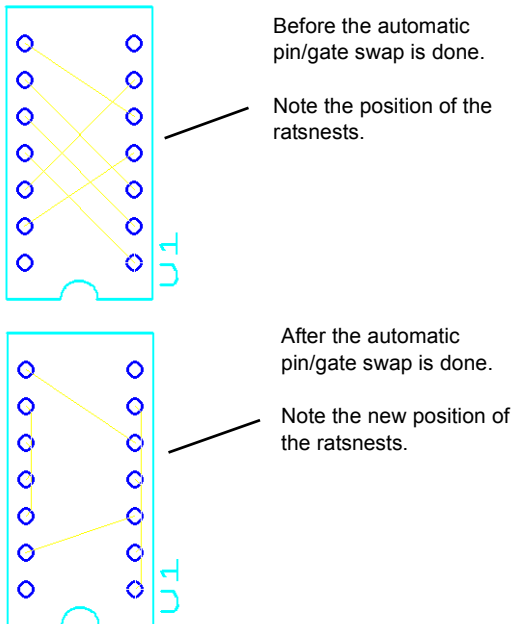 Before the automatic
pin/gate swap is done.
Note the position of the
ratsnests.
U1
After the automatic
pin/gate swap is done.
Note the new position of
the ratsnests.
U1